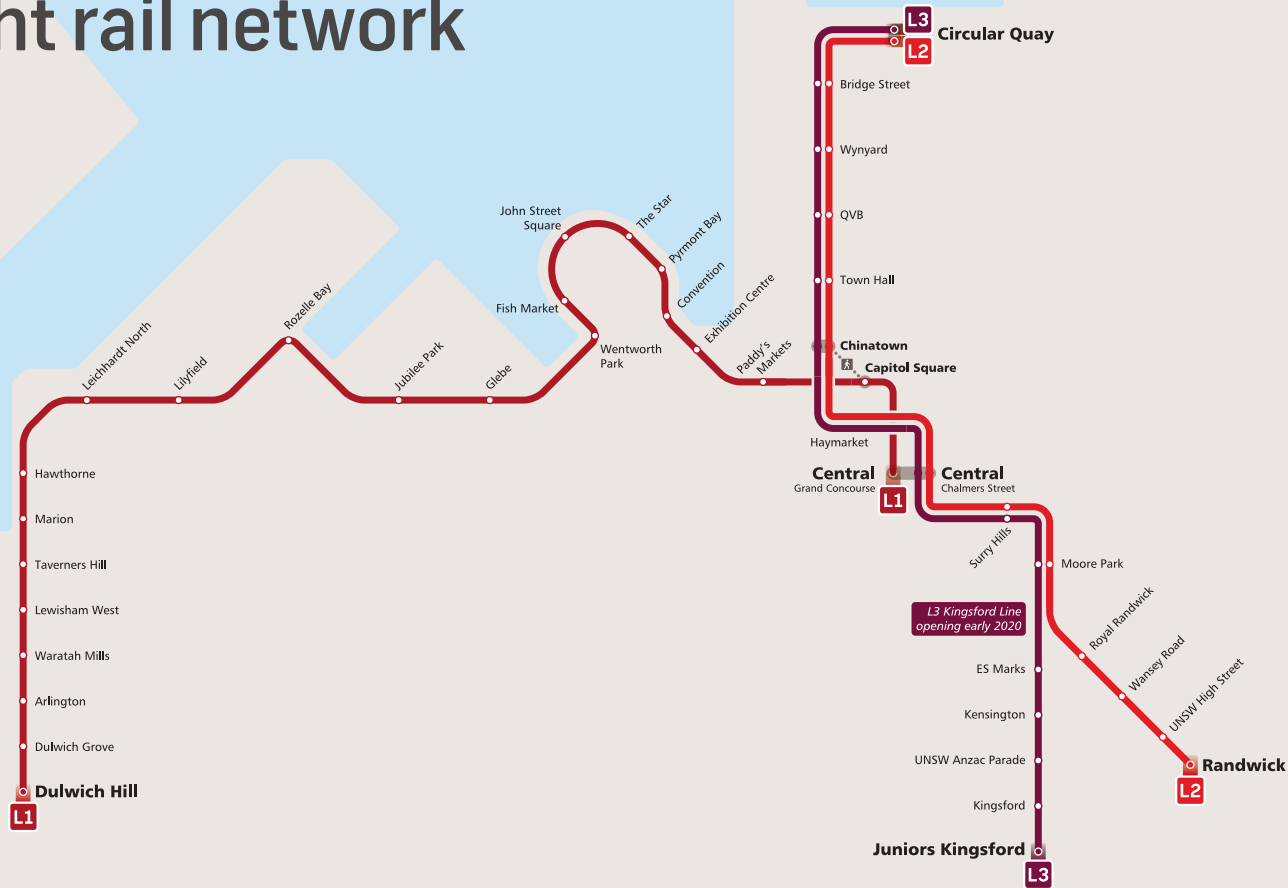 nt rail network
L3
Circular Quay
L2
Bridge Street
Wynyard
QVB
Town Hall
Chinatown
Capitol Square
Haymarket
Central
Grand Concourse
L1
Central
Chalmers Street
Surry Hills
Moore Park
L3 Kingsford Line
opening early 2020
Royal Randwick
Wansey Road
UNSW High Street
Randwick
L2
ES Marks
Kensington
UNSW Anzac Parade
Kingsford
Juniors Kingsford
L3
Paddy's
Markets
Exhibition Centre
Convention
Pyrmont Bay
The Star
John Street
Square
Fish Market
Wentworth
Park
Glebe
Jubilee Park
Rozelle Bay
Lilyfield
Leichhardt North
Hawthorne
Marion
Taverners Hill
Lewisham West
Waratah Mills
Arlington
Dulwich Grove
Dulwich Hill
L1